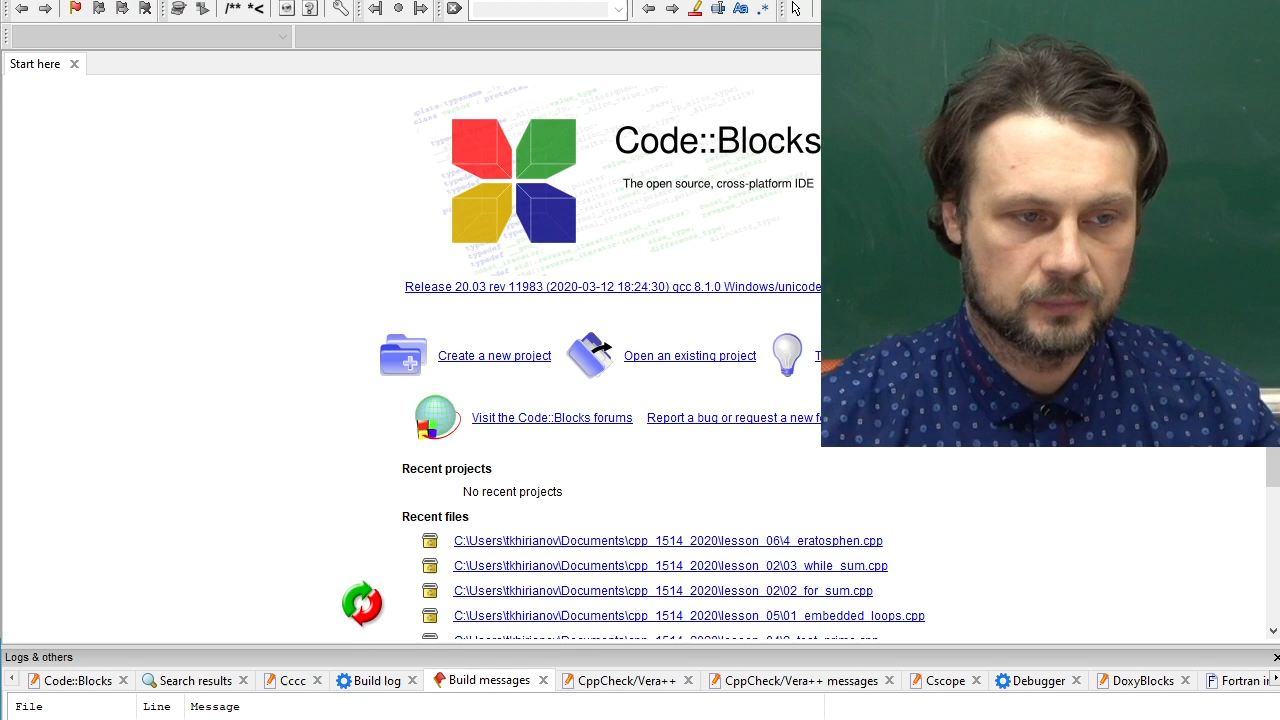 /** *<
Aa .*
Start here
Code::Blocks
The open source, cross-platform IDE
Release 20.03 rev 11983 (2020-03-12 18:24:30) gcc 8.1.0 Windows/unicode
Create a new project
Open an existing project
T
Visit the Code::Blocks forums
Report a bug or request a new f
Recent projects
No recent projects
Recent files
C:\Users\tkhirianov\Documents\cpp_1514_2020\lesson_06\4_eratosphen.cpp
C:\Users\tkhirianov\Documents\cpp_1514_2020\lesson_02\03_while_sum.cpp
C:\Users\tkhirianov\Documents\cpp_1514_2020\lesson_02\02_for_sum.cpp
C:\Users\tkhirianov\Documents\cpp_1514_2020\lesson_05\01_embedded_loops.cpp
Logs & others
Code::Blocks
Search results
Cccc
Build log
Build messages
CppCheck/Vera++
CppCheck/Vera++ messages
Cscope
Debugger
DoxyBlocks
Fortran in
File
Line
Message